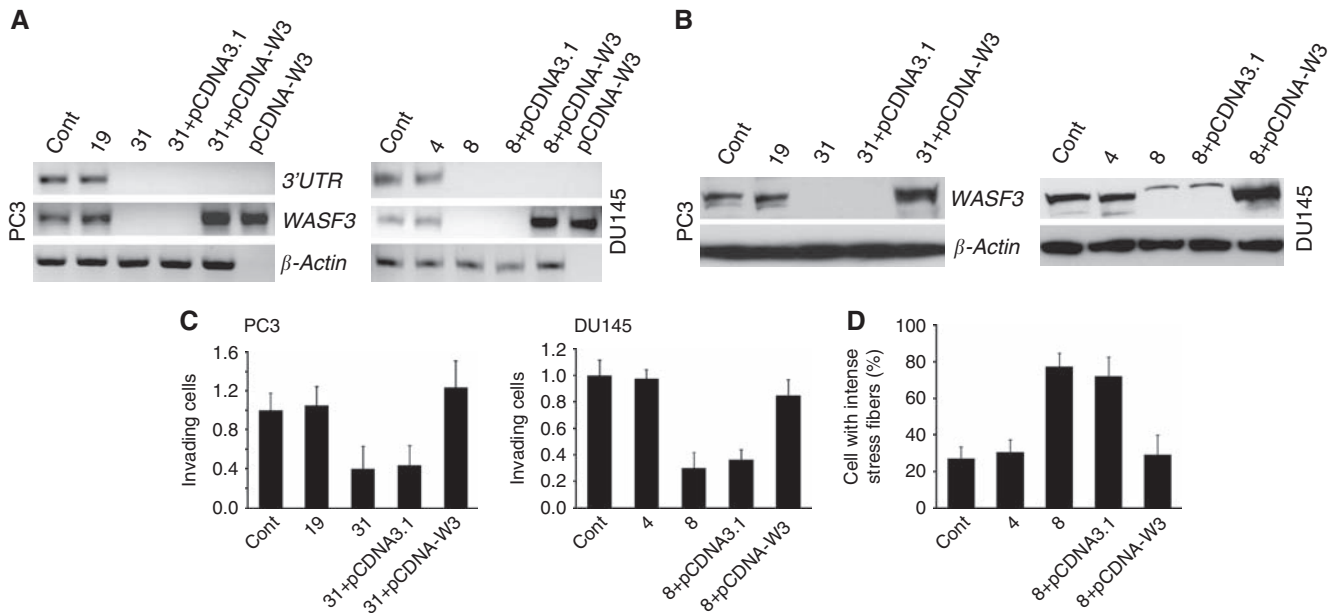 A
Cont
19
31
31+pCDNA3.1
31+pCDNA-W3
pCDNA-W3
PC3
3'UTR
WASF3
β-Actin
Cont
4
8
8+pCDNA3.1
8+pCDNA-W3
pCDNA-W3
DU145
B
Cont
19
31
31+pCDNA3.1
31+pCDNA-W3
PC3
WASF3
β-Actin
Cont
4
8
8+pCDNA3.1
8+pCDNA-W3
DU145
C
PC3
Invading cells
1.6
1.2
0.8
0.4
0.0
Cont
19
31
31+pCDNA3.1
31+pCDNA-W3
DU145
Invading cells
1.2
1.0
0.8
0.6
0.4
0.2
0.0
Cont
4
8
8+pCDNA3.1
8+pCDNA-W3
D
Cell with intense
stress fibers (%)
100
80
60
40
20
0
Cont
4
8
8+pCDNA3.1
8+pCDNA-W3